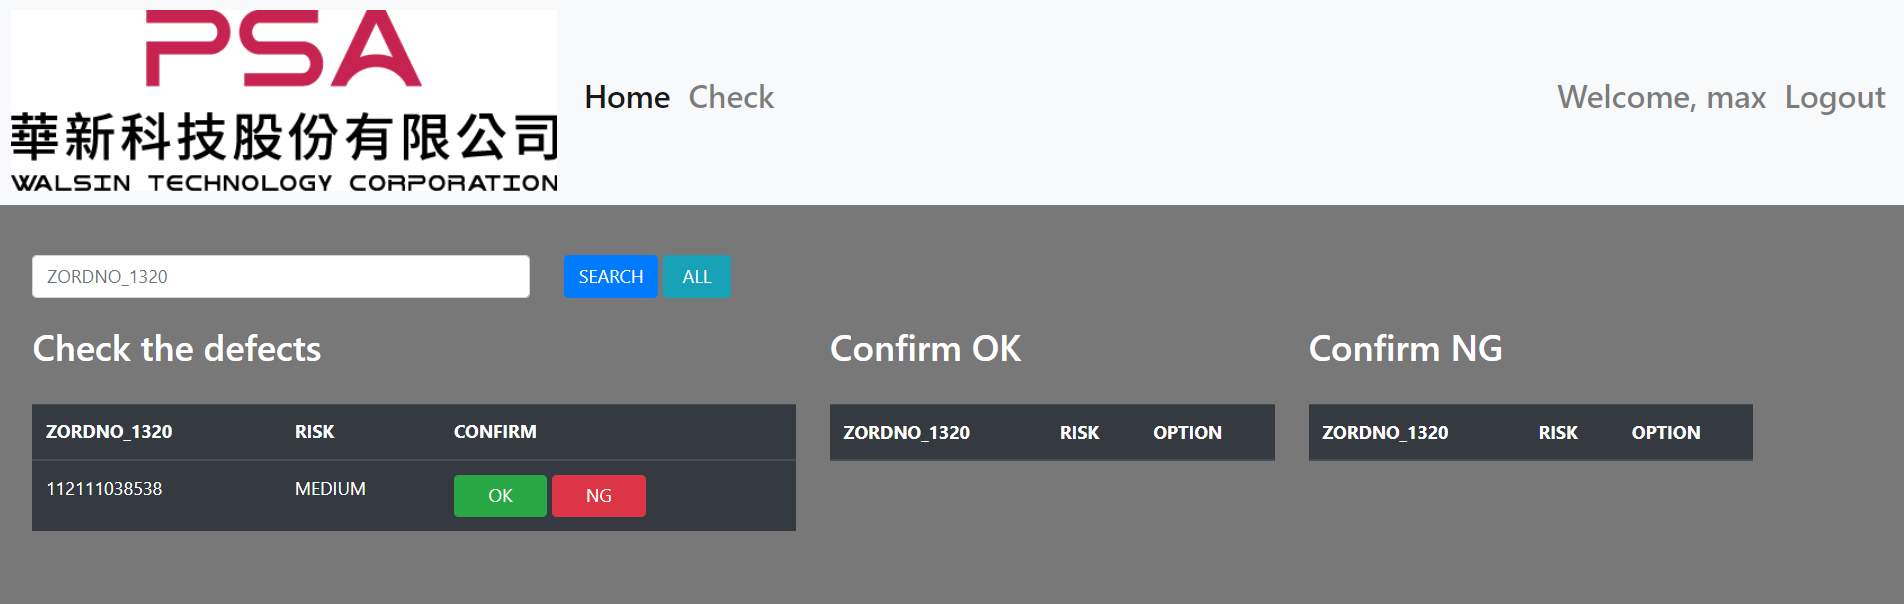 PSA
華新科技股份有限公司
WALSIN TECHNOLOGY CORPORATION
Home Check
Welcome, max Logout
ZORDNO_1320 SEARCH ALL
Check the defects
ZORDNO_1320 RISK CONFIRM
112111038538 MEDIUM OK NG
Confirm OK
ZORDNO_1320 RISK OPTION
Confirm NG
ZORDNO_1320 RISK OPTION